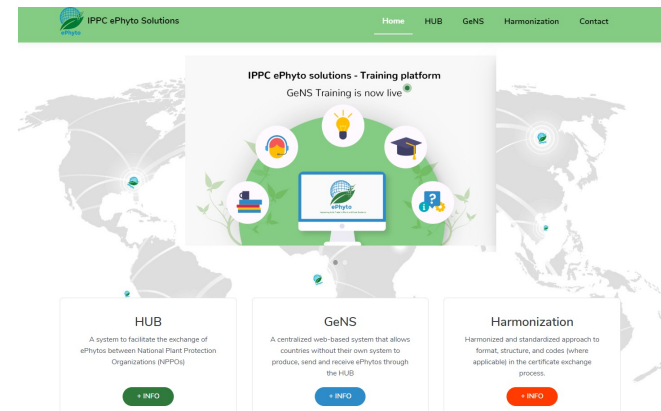 ePhyto
IPPC ePhyto Solutions
Home
HUB
GeNS
Harmonization
Contact
IPPC ePhyto solutions - Training platform
GeNS Training is now live
ePhyto
HUB
A system to facilitate the exchange of
ePhytos between National Plant Protection
Organizations (NPPOs)
+ INFO
GeNS
A centralized web-based system that allows
countries without their own system to
produce, send and receive ePhytos through
the HUB
+ INFO
Harmonization
Harmonized and standardized approach to
format, structure, and codes (where
applicable) in the certificate exchange
process.
+ INFO